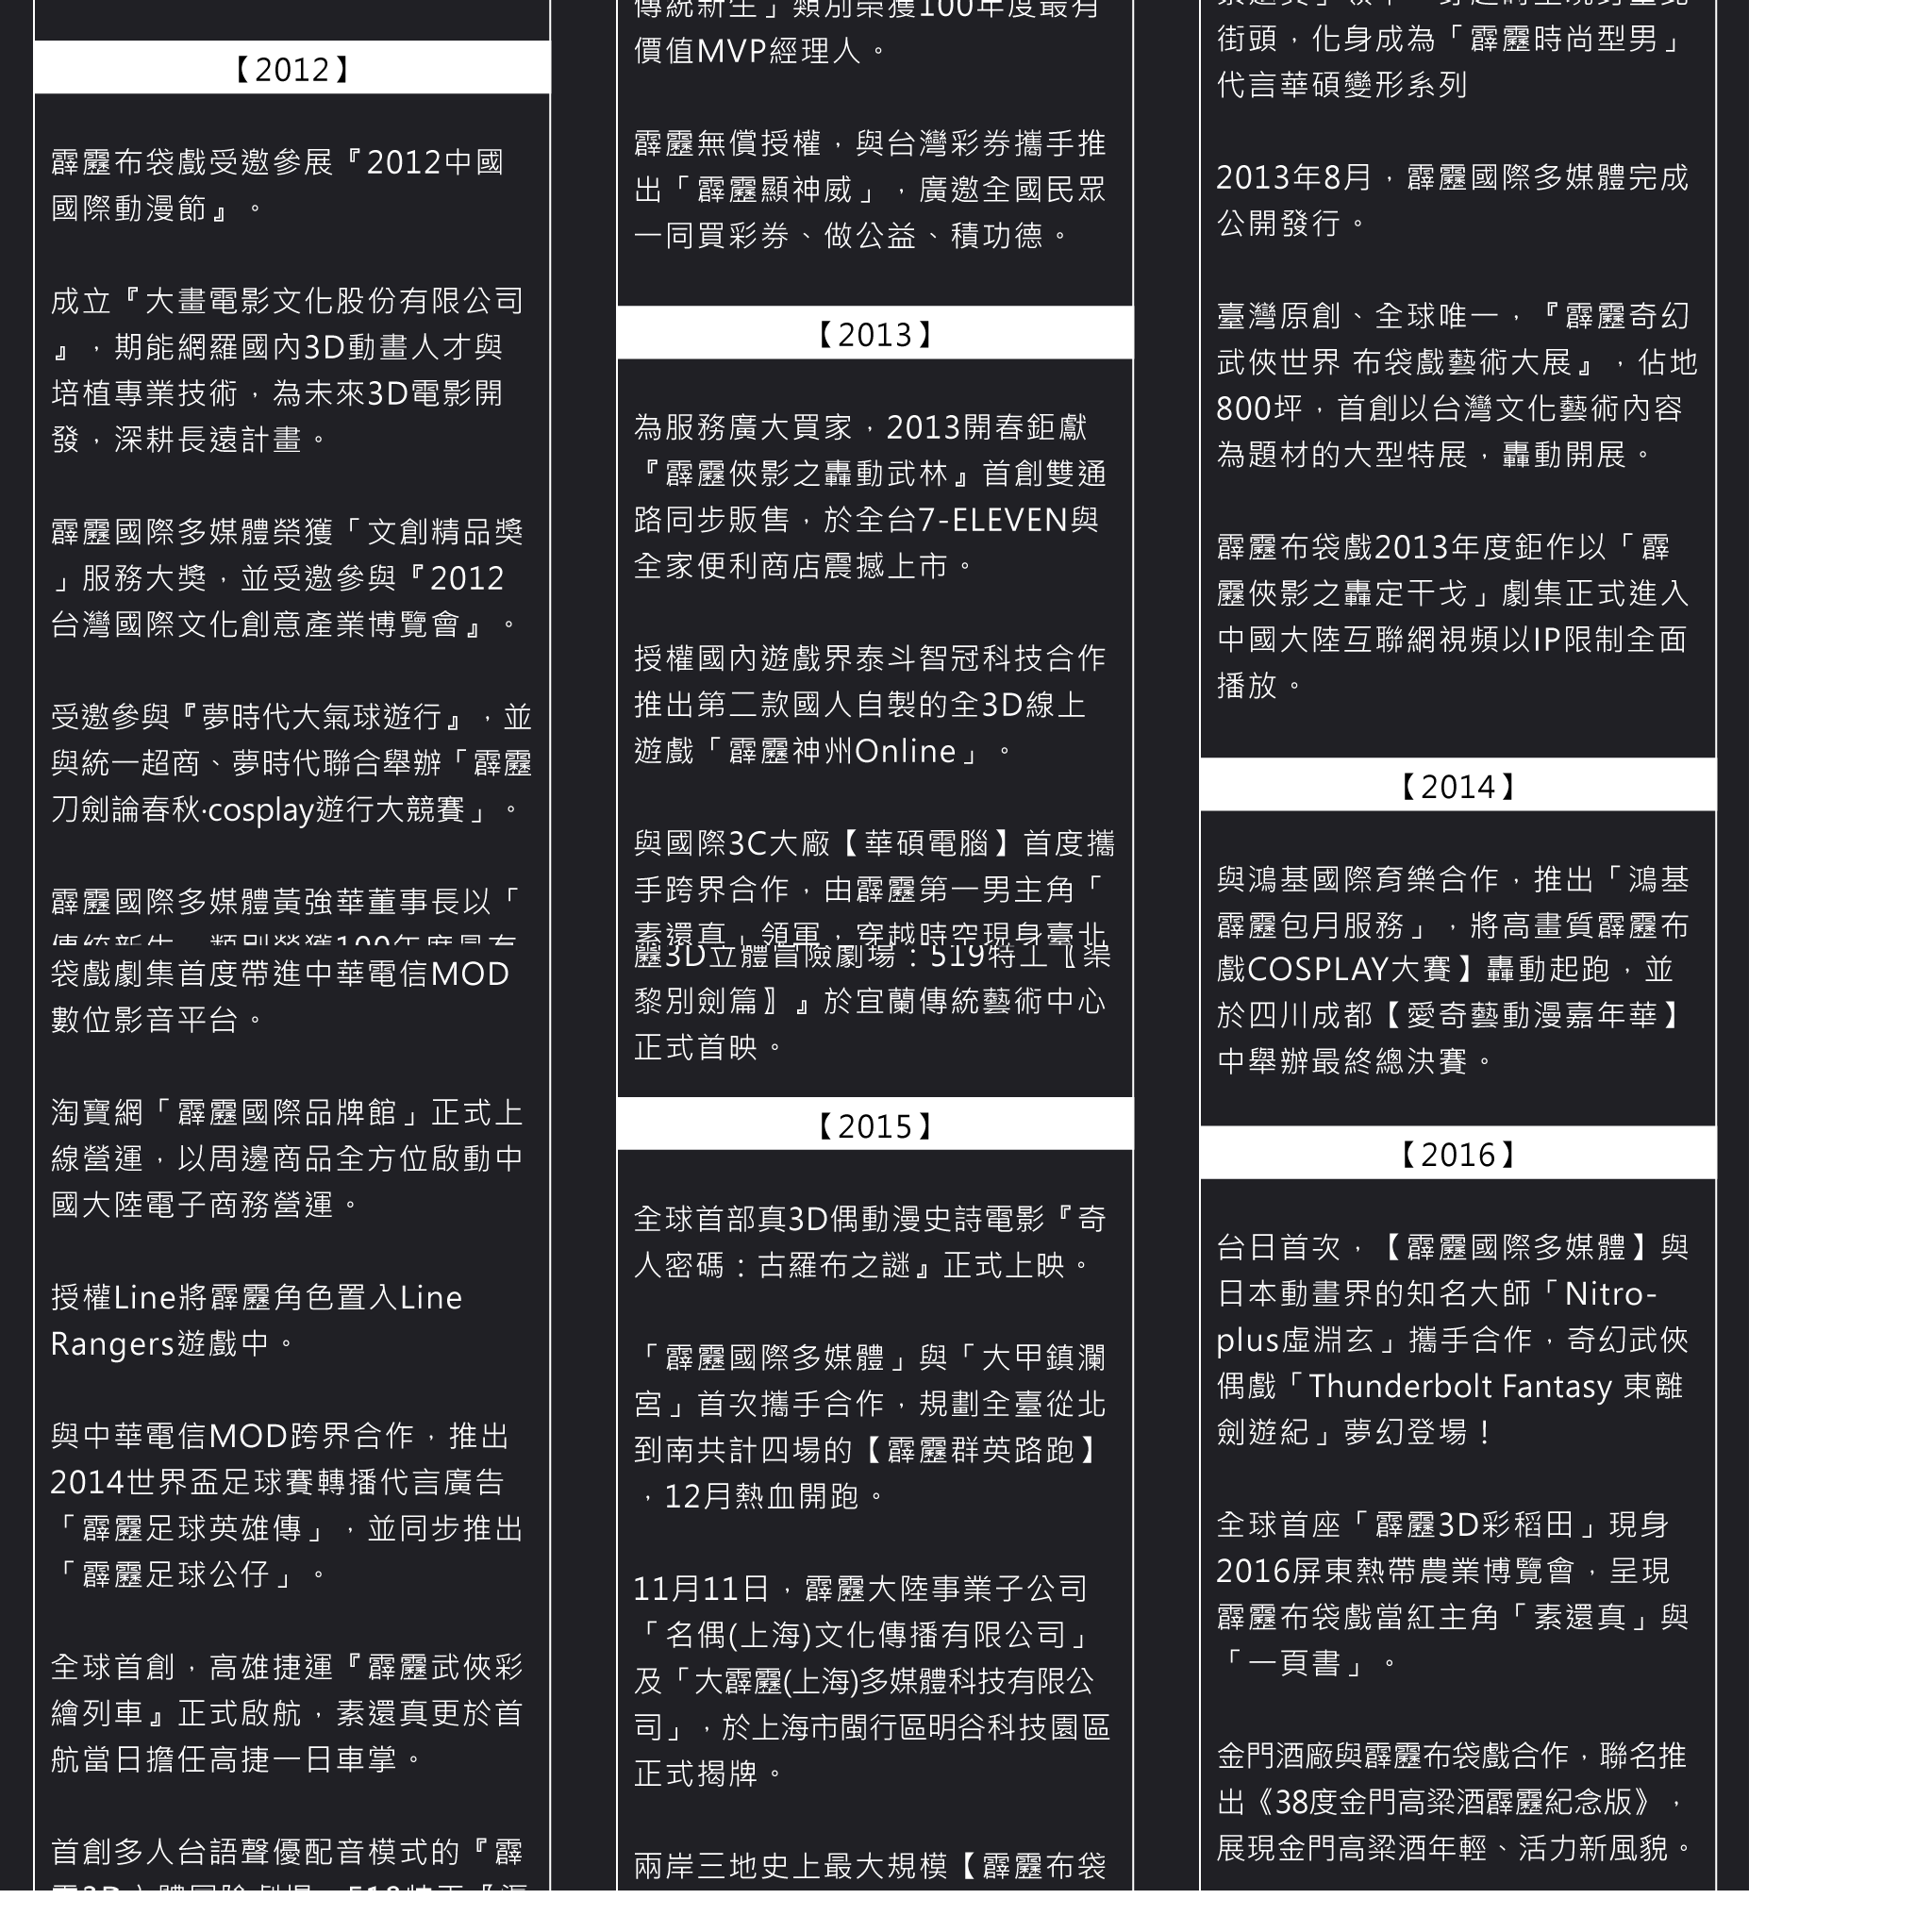 【2012】
霹靂布袋戲受邀參展『2012中國
國際動漫節』。
成立『大畫電影文化股份有限公司
』，期能網羅國內3D動畫人才與
培植專業技術，為未來3D電影開
發，深耕長遠計畫。
霹靂國際多媒體榮獲「文創精品獎
」服務大獎，並受邀參與『2012
台灣國際文化創意產業博覽會』。
受邀參與『夢時代大氣球遊行』，並
與統一超商、夢時代聯合舉辦「霹靂
刀劍論春秋‧cosplay遊行大競賽」。
霹靂國際多媒體黃強華董事長以「
傳統新生」類別榮獲100年度最有
價值MVP經理人。
霹靂無償授權，與台灣彩券攜手推
出「霹靂顯神威」，廣邀全國民眾
一同買彩券、做公益、積功德。
【2013】
為服務廣大買家，2013開春鉅獻
『霹靂俠影之轟動武林』首創雙通
路同步販售，於全台7-ELEVEN與
全家便利商店震撼上市。
授權國內遊戲界泰斗智冠科技合作
推出第二款國人自製的全3D線上
遊戲「霹靂神州Online」。
與國際3C大廠【華碩電腦】首度攜
手跨界合作，由霹靂第一男主角「
素還真」領軍，穿越時空現身臺北
街頭，化身成為「霹靂時尚型男」
代言華碩變形系列
2013年8月，霹靂國際多媒體完成
公開發行。
臺灣原創、全球唯一，『霹靂奇幻
武俠世界 布袋戲藝術大展』，佔地
800坪，首創以台灣文化藝術內容
為題材的大型特展，轟動開展。
霹靂布袋戲2013年度鉅作以「霹
靂俠影之轟定干戈」劇集正式進入
中國大陸互聯網視頻以IP限制全面
播放。
【2014】
與鴻基國際育樂合作，推出「鴻基
霹靂包月服務」，將高畫質霹靂布
袋戲劇集首度帶進中華電信MOD
數位影音平台。
淘寶網「霹靂國際品牌館」正式上
線營運，以周邊商品全方位啟動中
國大陸電子商務營運。
授權Line將霹靂角色置入Line
Rangers遊戲中。
與中華電信MOD跨界合作，推出
2014世界盃足球賽轉播代言廣告
「霹靂足球英雄傳」，並同步推出
「霹靂足球公仔」。
全球首創，高雄捷運『霹靂武俠彩
繪列車』正式啟航，素還真更於首
航當日擔任高捷一日車掌。
首創多人台語聲優配音模式的『霹
靂3D立體冒險劇場：519特工〖渠
黎別劍篇〗』於宜蘭傳統藝術中心
正式首映。
【2015】
全球首部真3D偶動漫史詩電影『奇
人密碼：古羅布之謎』正式上映。
「霹靂國際多媒體」與「大甲鎮瀾
宮」首次攜手合作，規劃全臺從北
到南共計四場的【霹靂群英路跑】
，12月熱血開跑。
11月11日，霹靂大陸事業子公司
「名偶(上海)文化傳播有限公司」
及「大霹靂(上海)多媒體科技有限公
司」，於上海市閩行區明谷科技園區
正式揭牌。
兩岸三地史上最大規模【霹靂布袋
戲COSPLAY大賽】轟動起跑，並
於四川成都【愛奇藝動漫嘉年華】
中舉辦最終總決賽。
【2016】
台日首次，【霹靂國際多媒體】與
日本動畫界的知名大師「Nitro-
plus虛淵玄」攜手合作，奇幻武俠
偶戲「Thunderbolt Fantasy 東離
劍遊紀」夢幻登場！
全球首座「霹靂3D彩稻田」現身
2016屏東熱帶農業博覽會，呈現
霹靂布袋戲當紅主角「素還真」與
「一頁書」。
金門酒廠與霹靂布袋戲合作，聯名推
出《38度金門高粱酒霹靂紀念版》，
展現金門高粱酒年輕、活力新風貌。